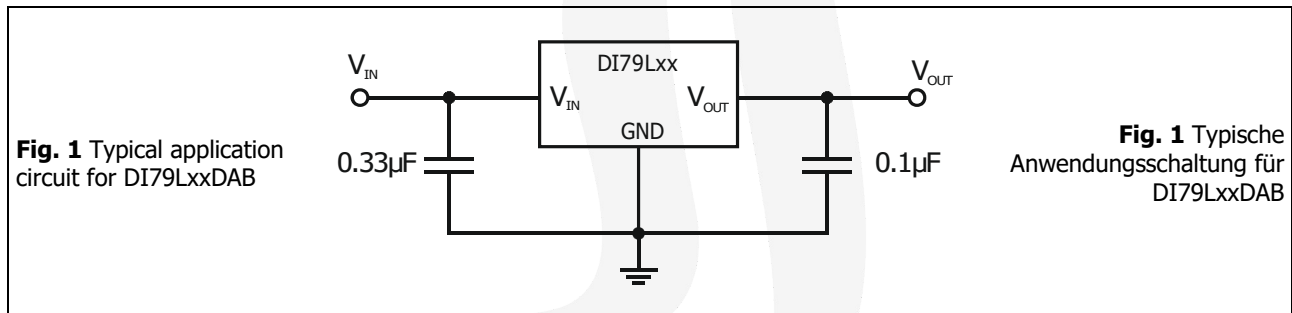 Fig. 1 Typical application
circuit for DI79LxxDAB
V_IN
DI79Lxx
V_IN
V_OUT
GND
V_OUT
0.33µF
0.1µF
Fig. 1 Typische
Anwendungsschaltung für
DI79LxxDAB